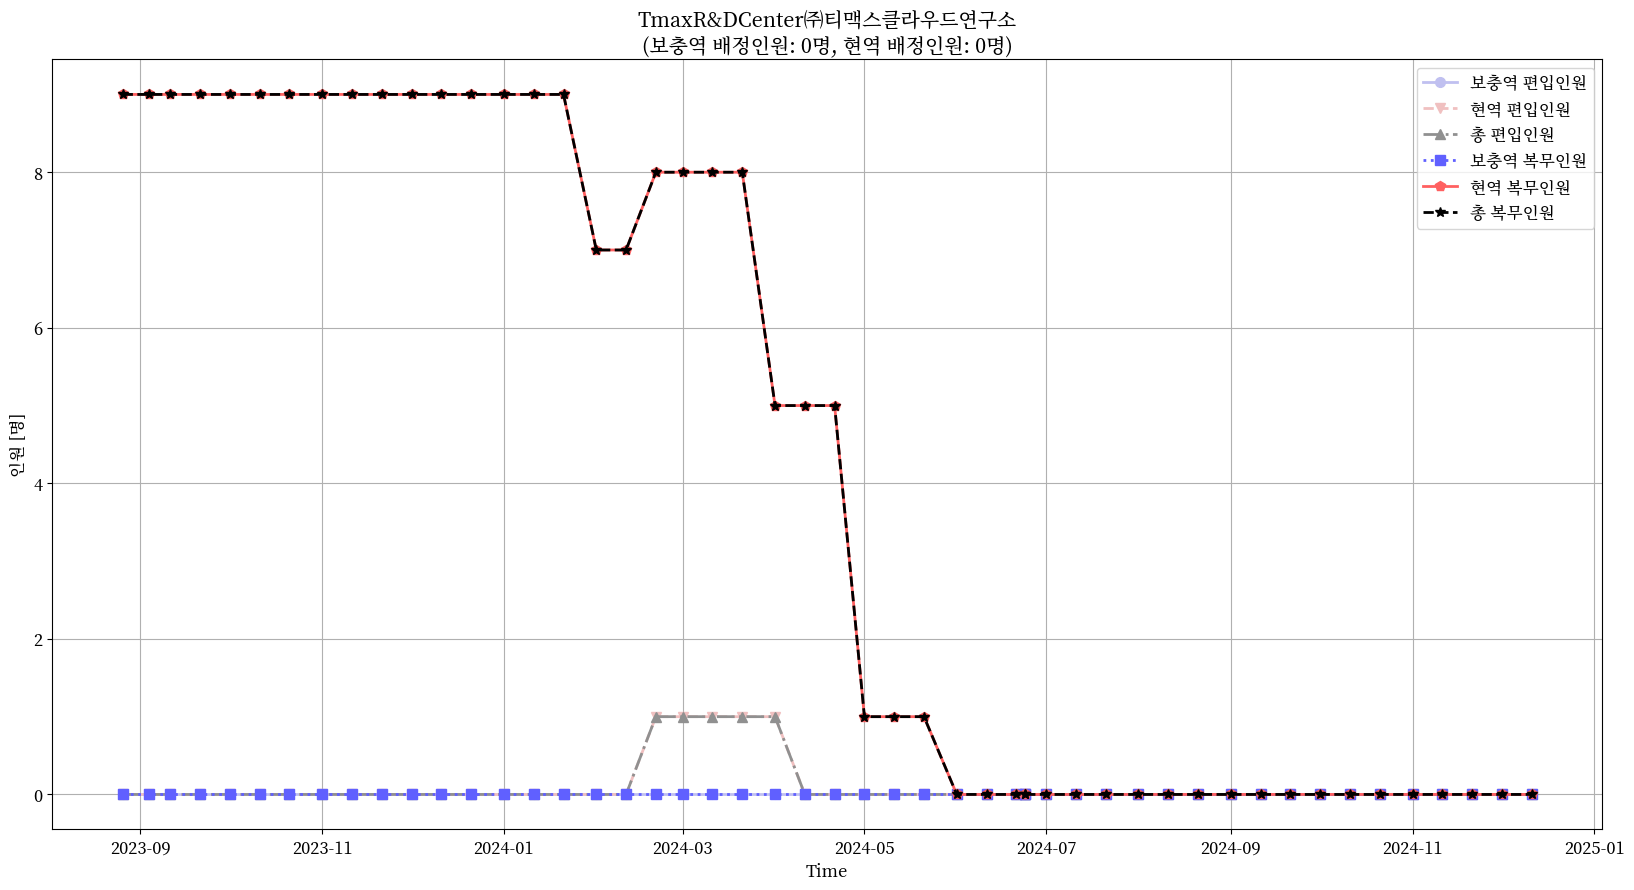 TmaxR&DCenter㈜티맥스클라우드연구소
(보충역 배정인원: 0명, 현역 배정인원: 0명)
보충역 편입인원
현역 편입인원
총 편입인원
보충역 복무인원
현역 복무인원
총 복무인원
인원 [명]
8
6
4
2
0
2023-09
2023-11
2024-01
2024-03
2024-05
2024-07
2024-09
2024-11
2025-01
Time